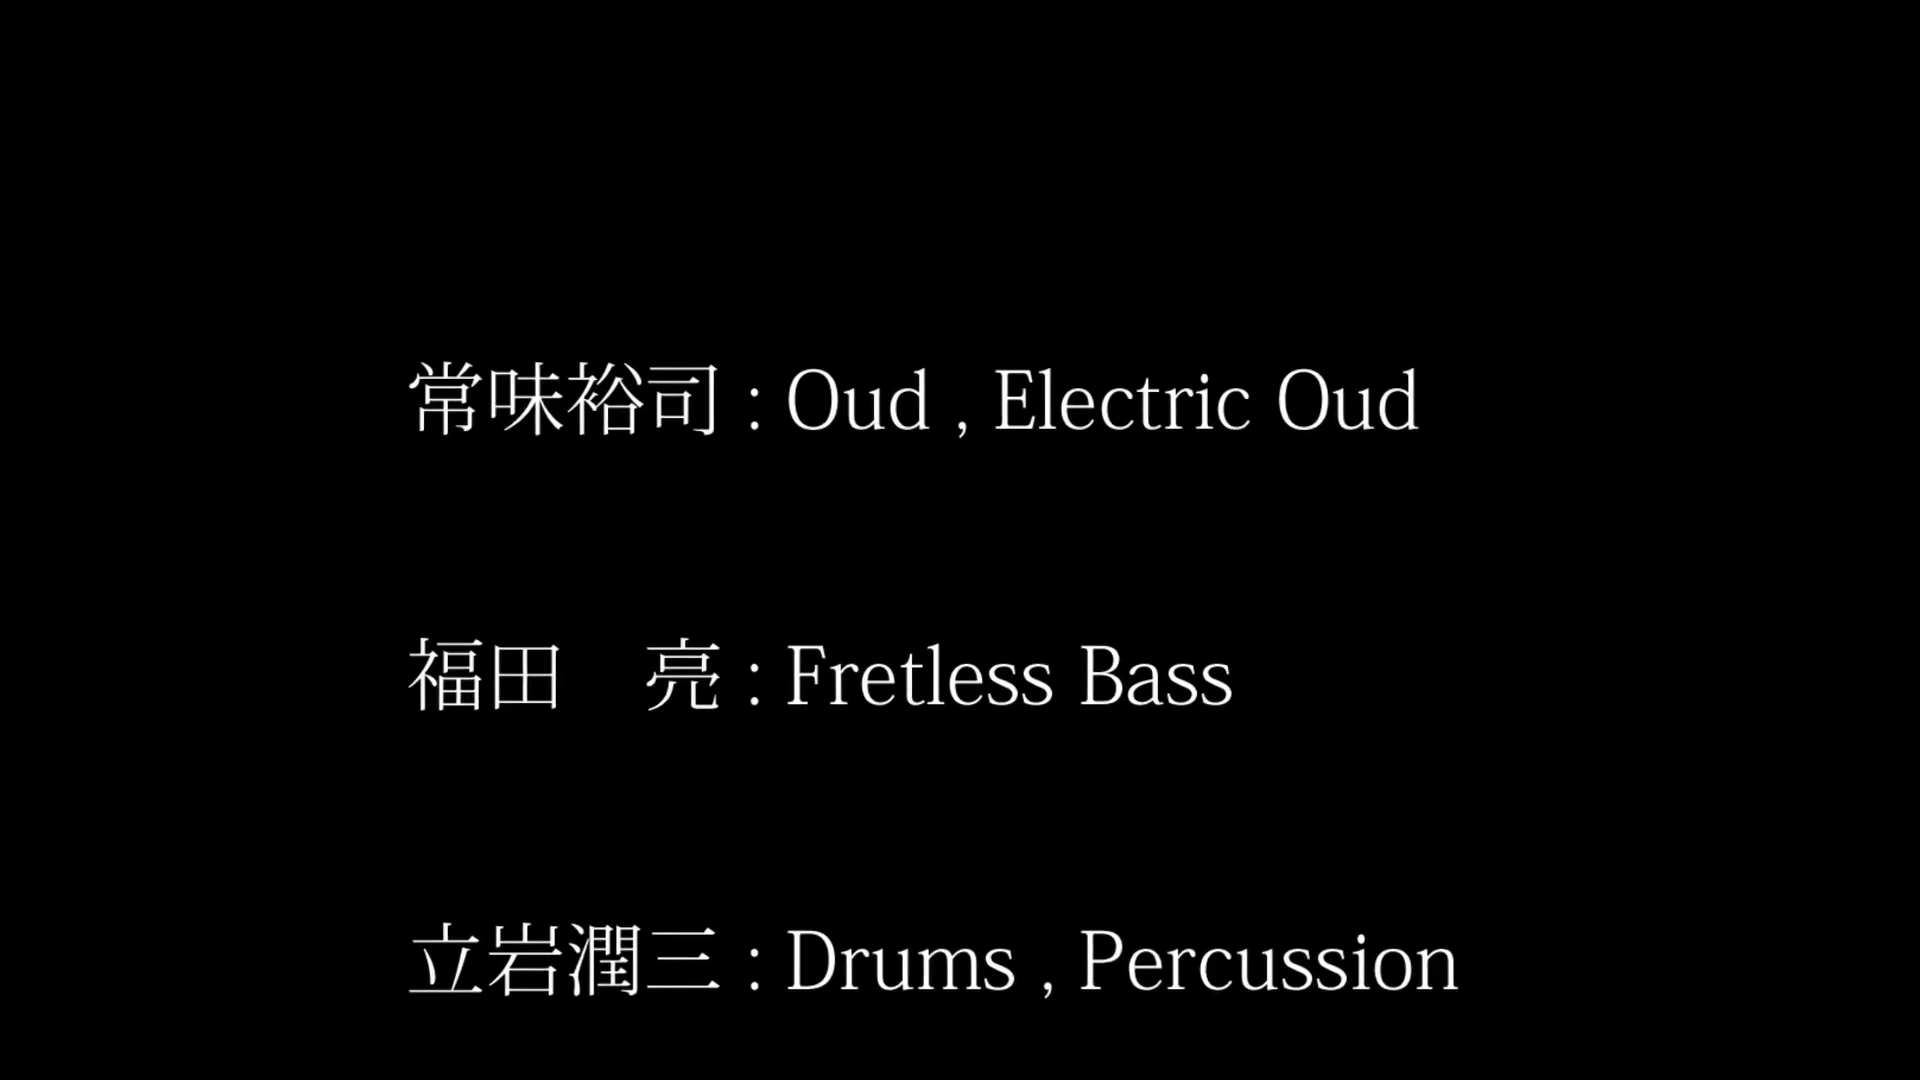 常味裕司 : Oud , Electric Oud
福田　亮 : Fretless Bass
立岩潤三 : Drums , Percussion